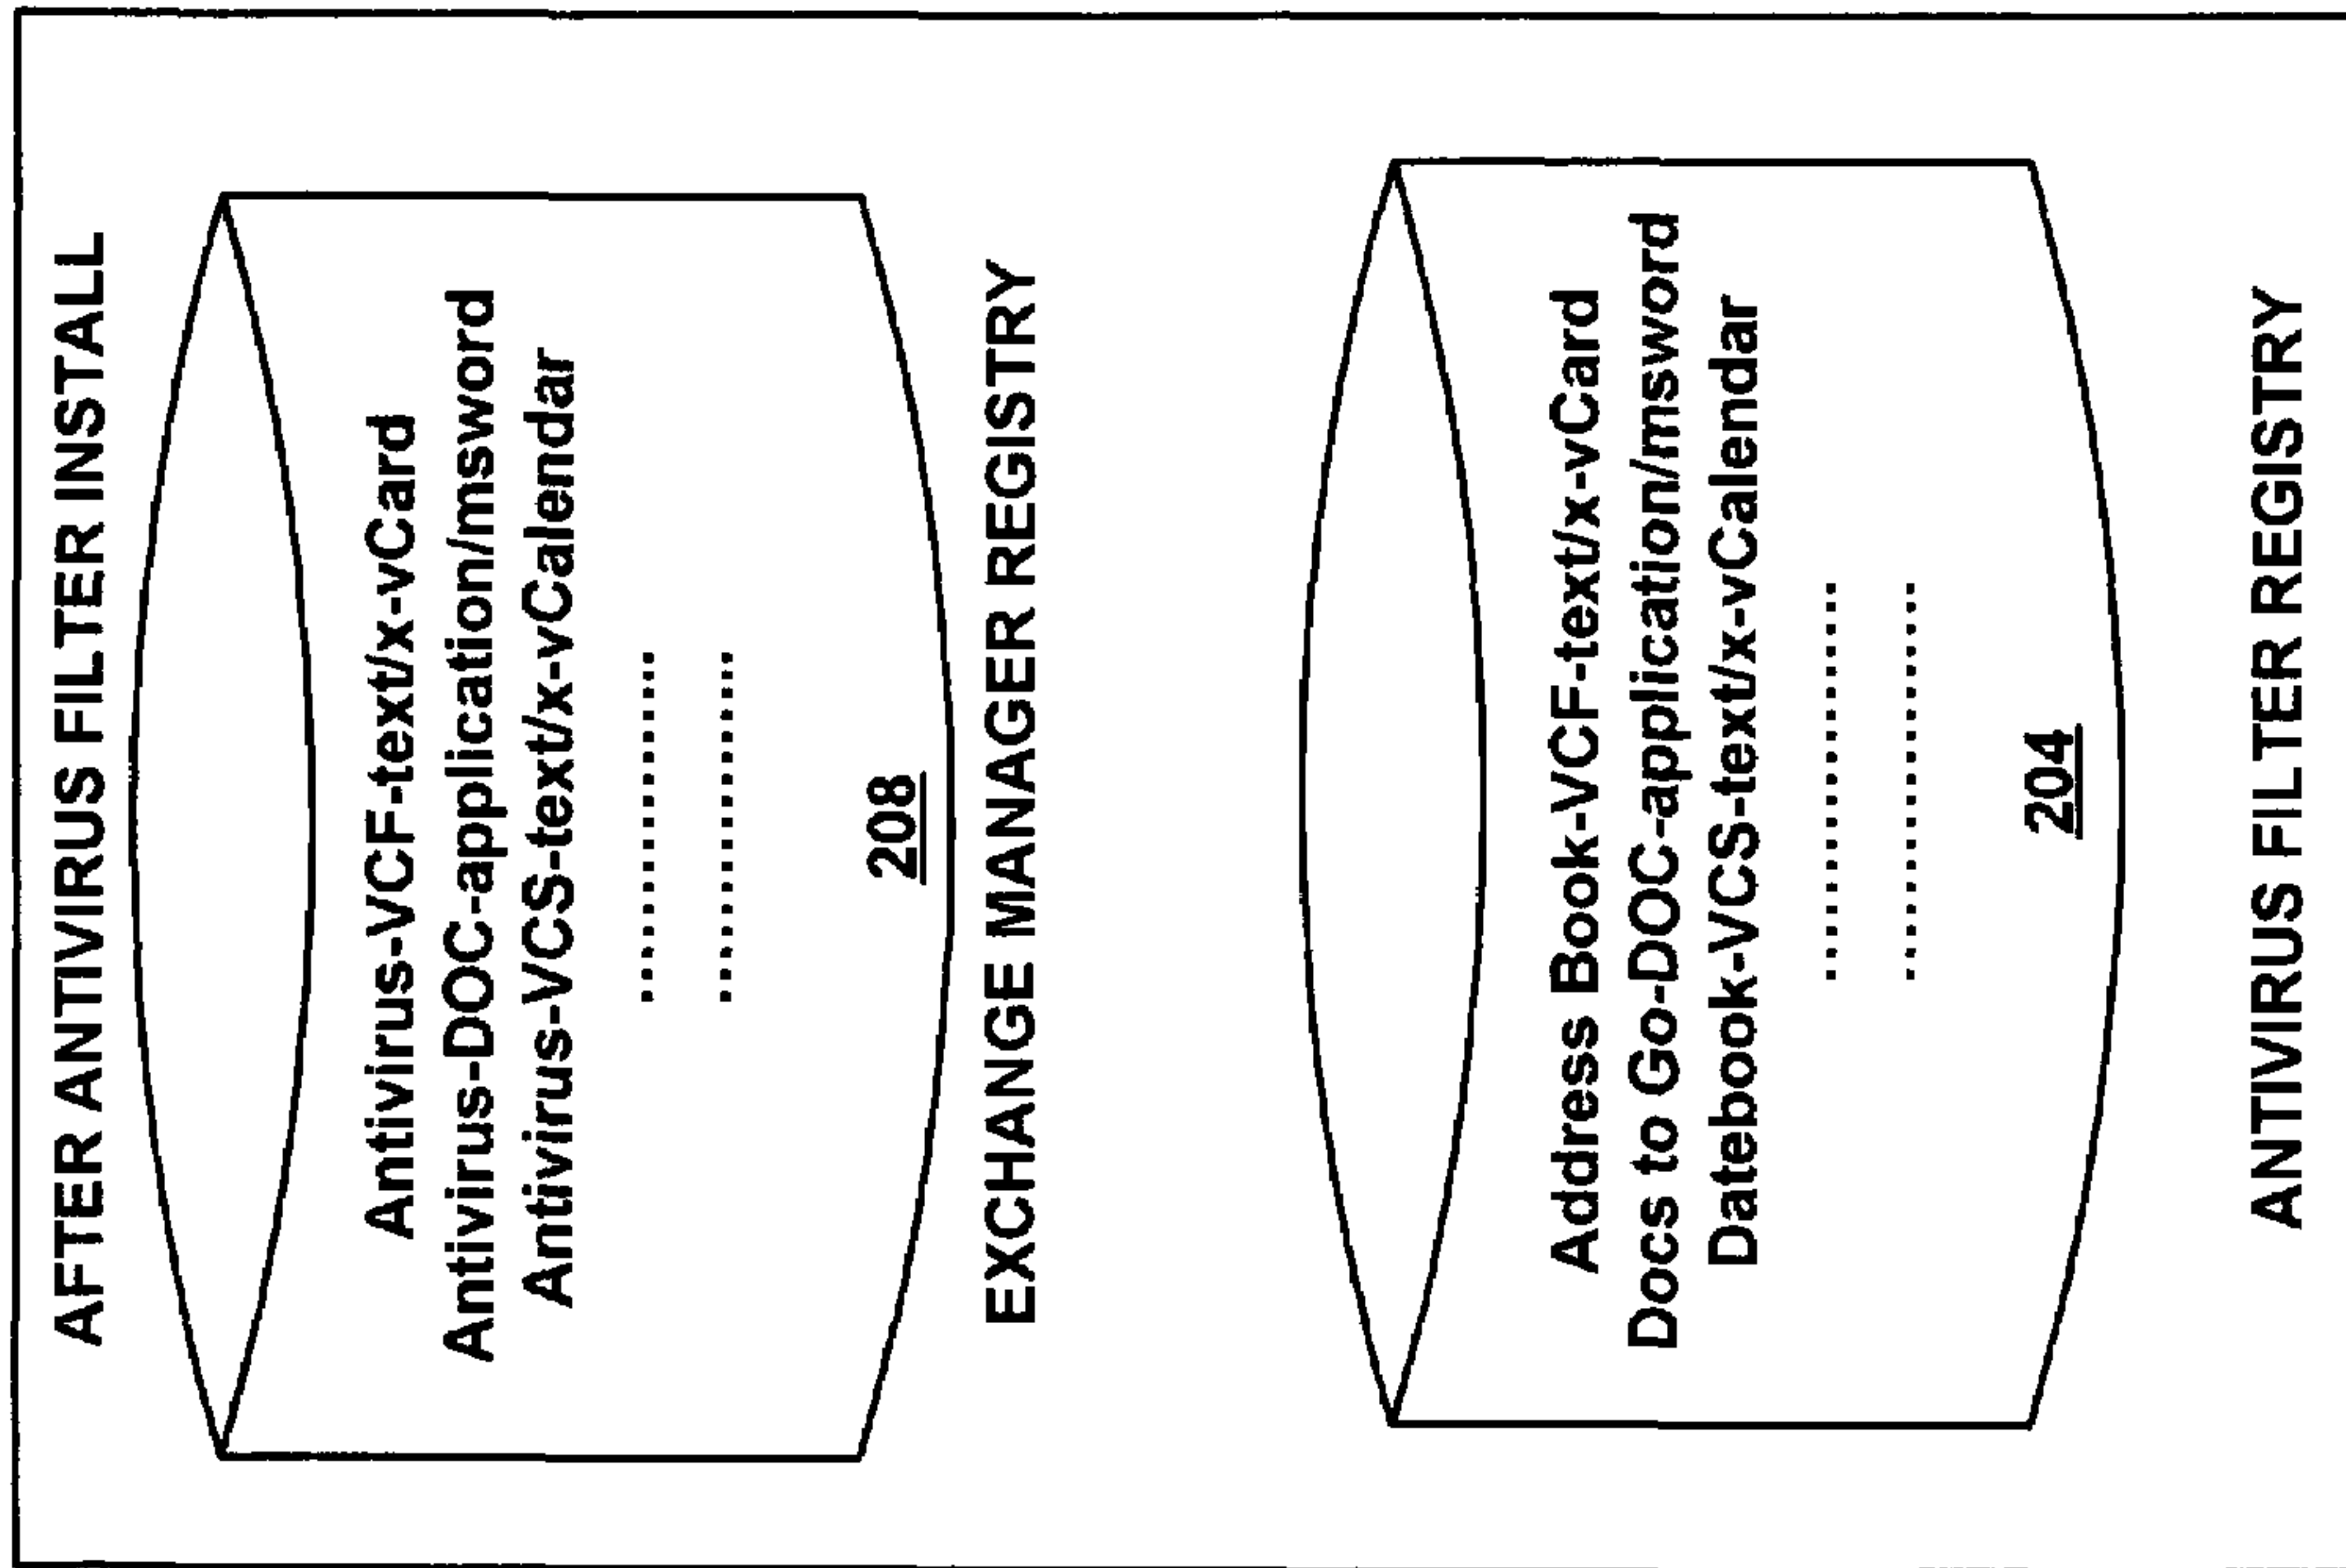 AFTER ANTIVIRUS FILTER INSTALL
Antivirus-VCF-text/x-vCard
Antivirus-DOC-application/msword
Antivirus-VCS-text/x-vCalendar
.................
.................
208
EXCHANGE MANAGER REGISTRY
Address Book-VCF-text/x-vCard
Docs to Go-DOC-application/msword
Datebook-VCS-text/x-vCalendar
...................
...................
204
ANTIVIRUS FILTER REGISTRY